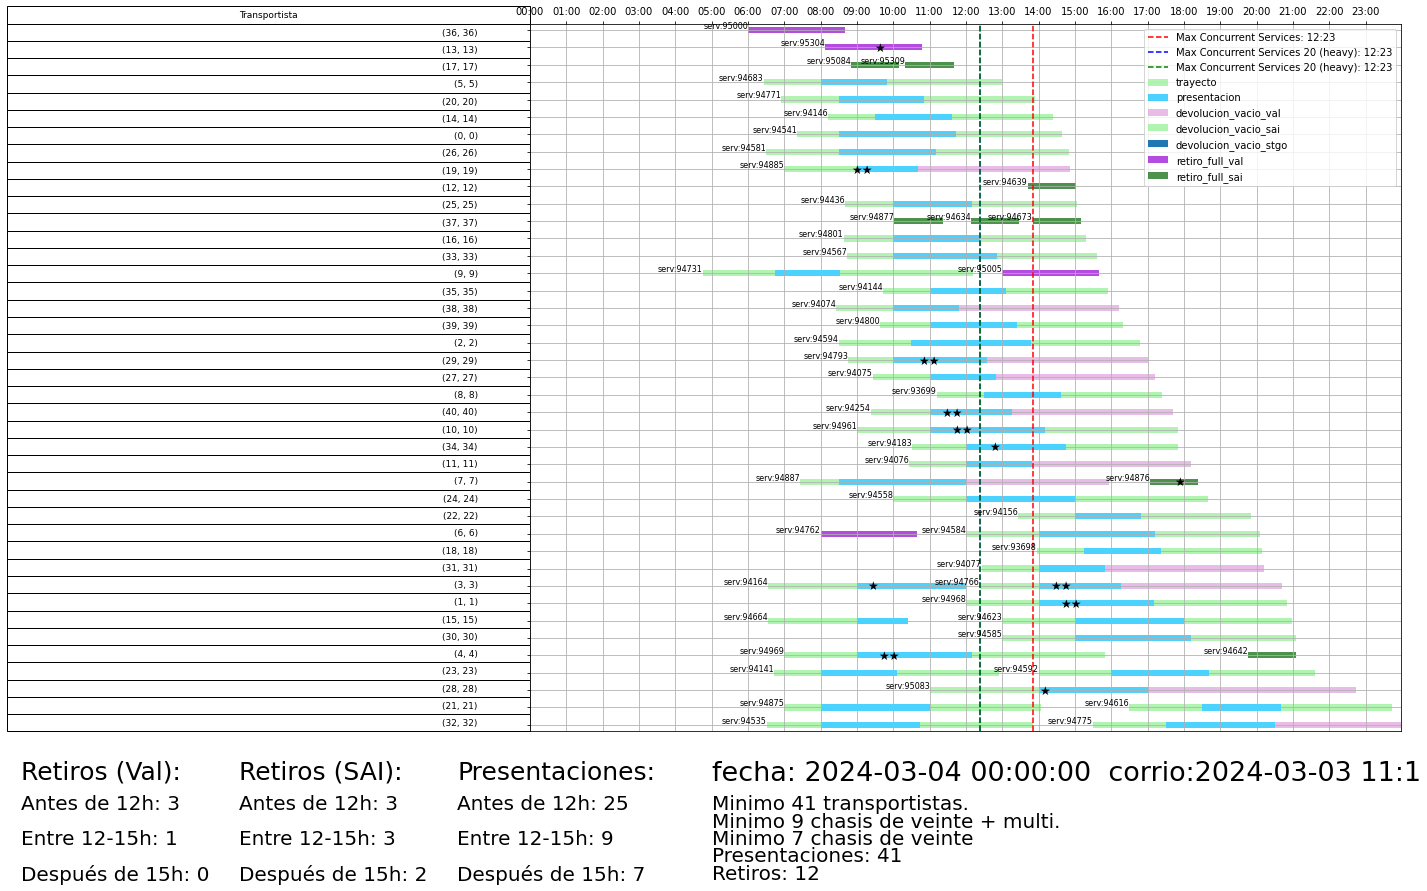 Transportista
00:00 01:00 02:00 03:00 04:00 05:00 06:00 07:00 08:00 09:00 10:00 11:00 12:00 13:00 14:00 15:00 16:00 17:00 18:00 19:00 20:00 21:00 22:00 23:00
Max Concurrent Services: 12:23
Max Concurrent Services 20 (heavy): 12:23
Max Concurrent Services 20 (heavy): 12:23
trayecto
presentacion
devolucion_vacio_val
devolucion_vacio_sai
devolucion_vacio_stgo
retiro_full_val
retiro_full_sai
(36, 36) serv:95000
(13, 13) serv:95304
(17, 17) serv:95084 serv:95309
(5, 5) serv:94683
(20, 20) serv:94771
(14, 14) serv:94146
(0, 0) serv:94541
(26, 26) serv:94581
(19, 19) serv:94885
(12, 12) serv:94639
(25, 25) serv:94436
(37, 37) serv:94877 serv:94634 serv:94673
(16, 16) serv:94801
(33, 33) serv:94567
(9, 9) serv:94731 serv:95005
(35, 35) serv:94144
(38, 38) serv:94074
(39, 39) serv:94800
(2, 2) serv:94594
(29, 29) serv:94793
(27, 27) serv:94075
(8, 8) serv:93699
(40, 40) serv:94254
(10, 10) serv:94961
(34, 34) serv:94183
(11, 11) serv:94076
(7, 7) serv:94887 serv:94876
(24, 24) serv:94558
(22, 22) serv:94156
(6, 6) serv:94762 serv:94584
(18, 18) serv:93698
(31, 31) serv:94077
(3, 3) serv:94164 serv:94766
(1, 1) serv:94968
(15, 15) serv:94664 serv:94623
(30, 30) serv:94585
(4, 4) serv:94969 serv:94642
(23, 23) serv:94141 serv:94592
(28, 28) serv:95083
(21, 21) serv:94875 serv:94616
(32, 32) serv:94535 serv:94775
Retiros (Val):
Antes de 12h: 3
Entre 12-15h: 1
Después de 15h: 0
Retiros (SAI):
Antes de 12h: 3
Entre 12-15h: 3
Después de 15h: 2
Presentaciones:
Antes de 12h: 25
Entre 12-15h: 9
Después de 15h: 7
fecha: 2024-03-04 00:00:00 corrio:2024-03-03 11:1
Minimo 41 transportistas.
Minimo 9 chasis de veinte + multi.
Minimo 7 chasis de veinte
Presentaciones: 41
Retiros: 12